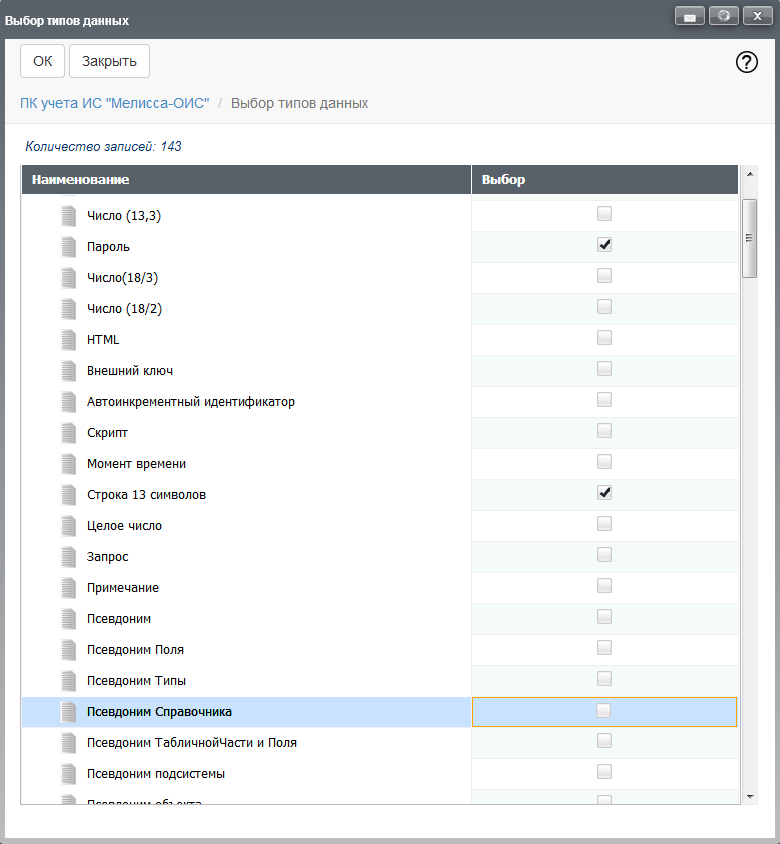 Выбор типов данных
X
ОК
Закрыть
?
ПК учета ИС "Мелисса-ОИС" / Выбор типов данных
Количество записей: 143
Наименование Выбор
Число (13,3)
Пароль
Число(18/3)
Число (18/2)
HTML
Внешний ключ
Автоинкрементный идентификатор
Скрипт
Момент времени
Строка 13 символов
Целое число
Запрос
Примечание
Псевдоним
Псевдоним Поля
Псевдоним Типы
Псевдоним Справочника
Псевдоним ТабличнойЧасти и Поля
Псевдоним подсистемы
Псевдоним объекта